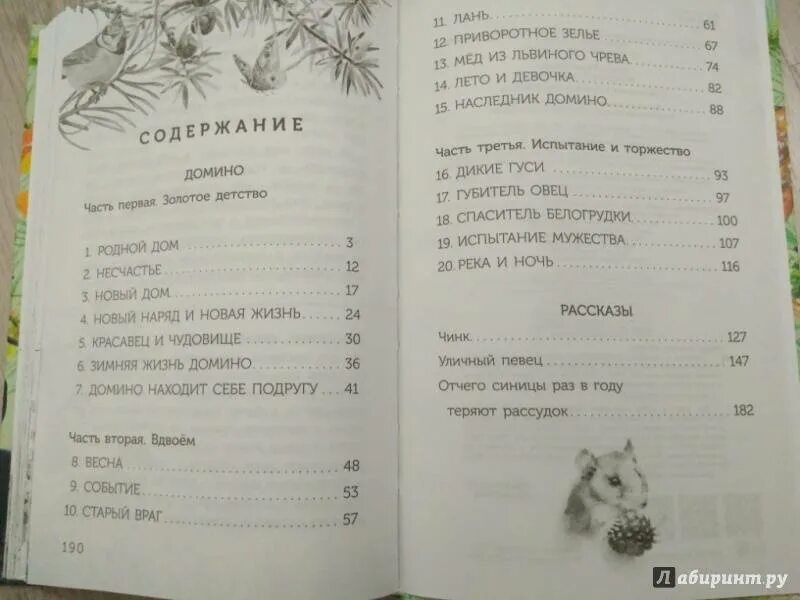 СОДЕРЖАНИЕ
ДОМИНО
Часть первая. Золотое детство
1. РОДНОЙ ДОМ 3
2. НЕСЧАСТЬЕ 12
3. НОВЫЙ ДОМ 17
4. НОВЫЙ НАРЯД И НОВАЯ ЖИЗНЬ 24
5. КРАСАВЕЦ И ЧУДОВИЩЕ 30
6. ЗИМНЯЯ ЖИЗНЬ ДОМИНО 36
7. ДОМИНО НАХОДИТ СЕБЕ ПОДРУГУ 41
Часть вторая. Вдвоём
8. ВЕСНА 48
9. СОБЫТИЕ 53
10. СТАРЫЙ ВРАГ 57
190
11. ЛАНЬ 61
12. ПРИВОРОТНОЕ ЗЕЛЬЕ 67
13. МЁД ИЗ ЛЬВИНОГО ЧРЕВА 74
14. ЛЕТО И ДЕВОЧКА 82
15. НАСЛЕДНИК ДОМИНО 88
Часть третья. Испытание и торжество
16. ДИКИЕ ГУСИ 93
17. ГУБИТЕЛЬ ОВЕЦ 97
18. СПАСИТЕЛЬ БЕЛОГРУДКИ 100
19. ИСПЫТАНИЕ МУЖЕСТВА 107
20. РЕКА И НОЧЬ 116
РАССКАЗЫ
Чинк 127
Уличный певец 147
Отчего синицы раз в году
теряют рассудок 182
Лабиринт.ру